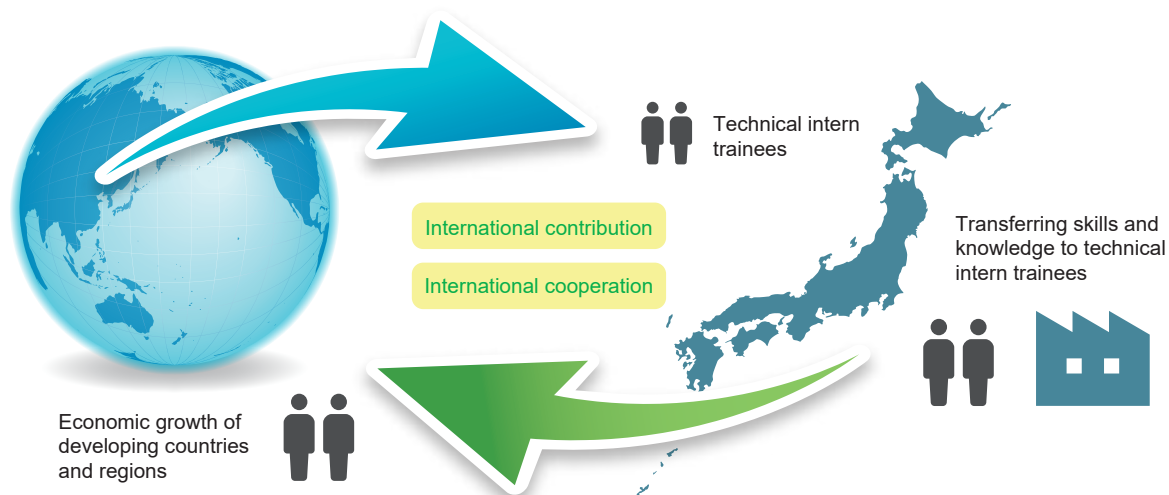 Technical intern
trainees
International contribution
International cooperation
Transferring skills and
knowledge to technical
intern trainees
Economic growth of
developing countries
and regions